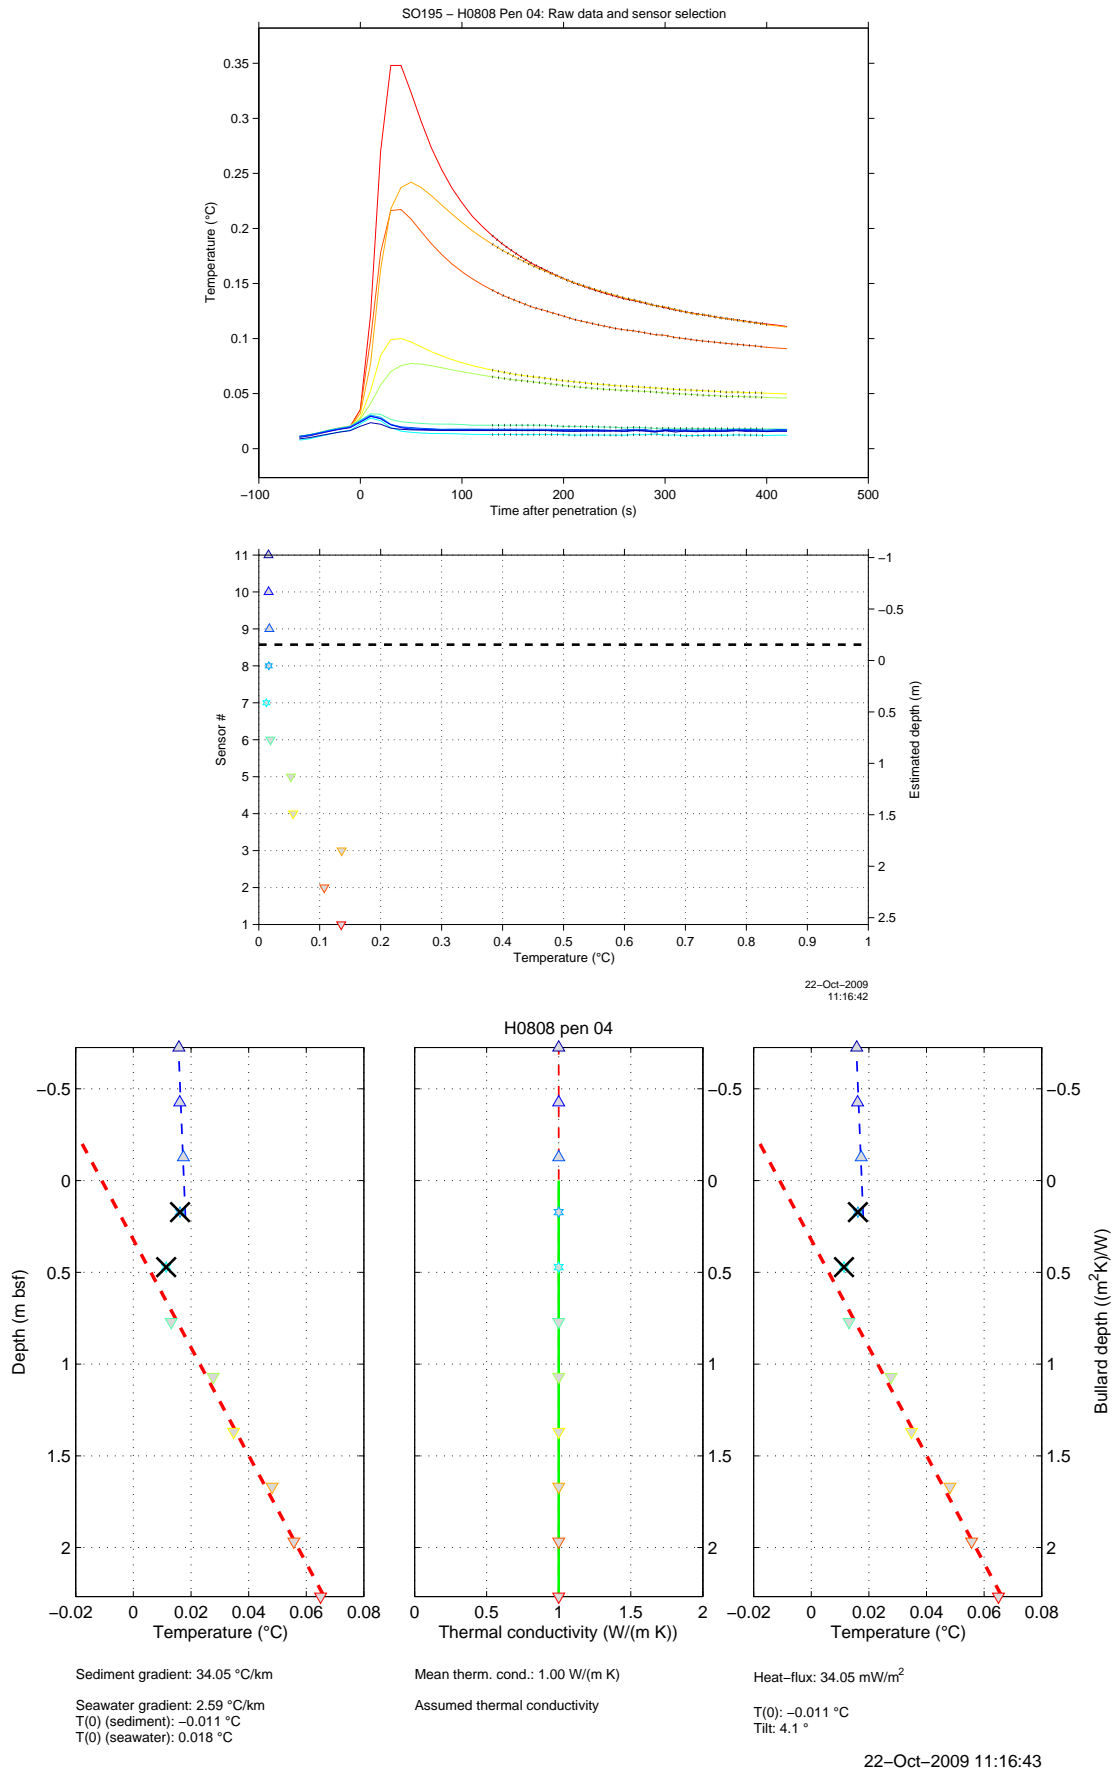 SO195 − H0808 Pen 04: Raw data and sensor selection
0.35
0.3
0.25
0.2
0.15
0.1
0.05
0
Temperature (°C)
−100 0 100 200 300 400 500
Time after penetration (s)
11
10
9
8
7
6
5
4
3
2
1
Sensor #
−1
−0.5
0
0.5
1
1.5
2
2.5
Estimated depth (m)
0 0.1 0.2 0.3 0.4 0.5 0.6 0.7 0.8 0.9 1
Temperature (°C)
22−Oct−2009
11:16:42
H0808 pen 04
−0.5
0
0.5
1
1.5
2
Depth (m bsf)
−0.02 0 0.02 0.04 0.06 0.08
Temperature (°C)
−0.5
0
0.5
1
1.5
2
0 0.5 1 1.5 2
Thermal conductivity (W/(m K))
−0.5
0
0.5
1
1.5
2
Bullard depth ((m²K)/W)
−0.02 0 0.02 0.04 0.06 0.08
Temperature (°C)
Sediment gradient: 34.05 °C/km
Seawater gradient: 2.59 °C/km
T(0) (sediment): −0.011 °C
T(0) (seawater): 0.018 °C
Mean therm. cond.: 1.00 W/(m K)
Assumed thermal conductivity
Heat−flux: 34.05 mW/m²
T(0): −0.011 °C
Tilt: 4.1 °
22−Oct−2009 11:16:43